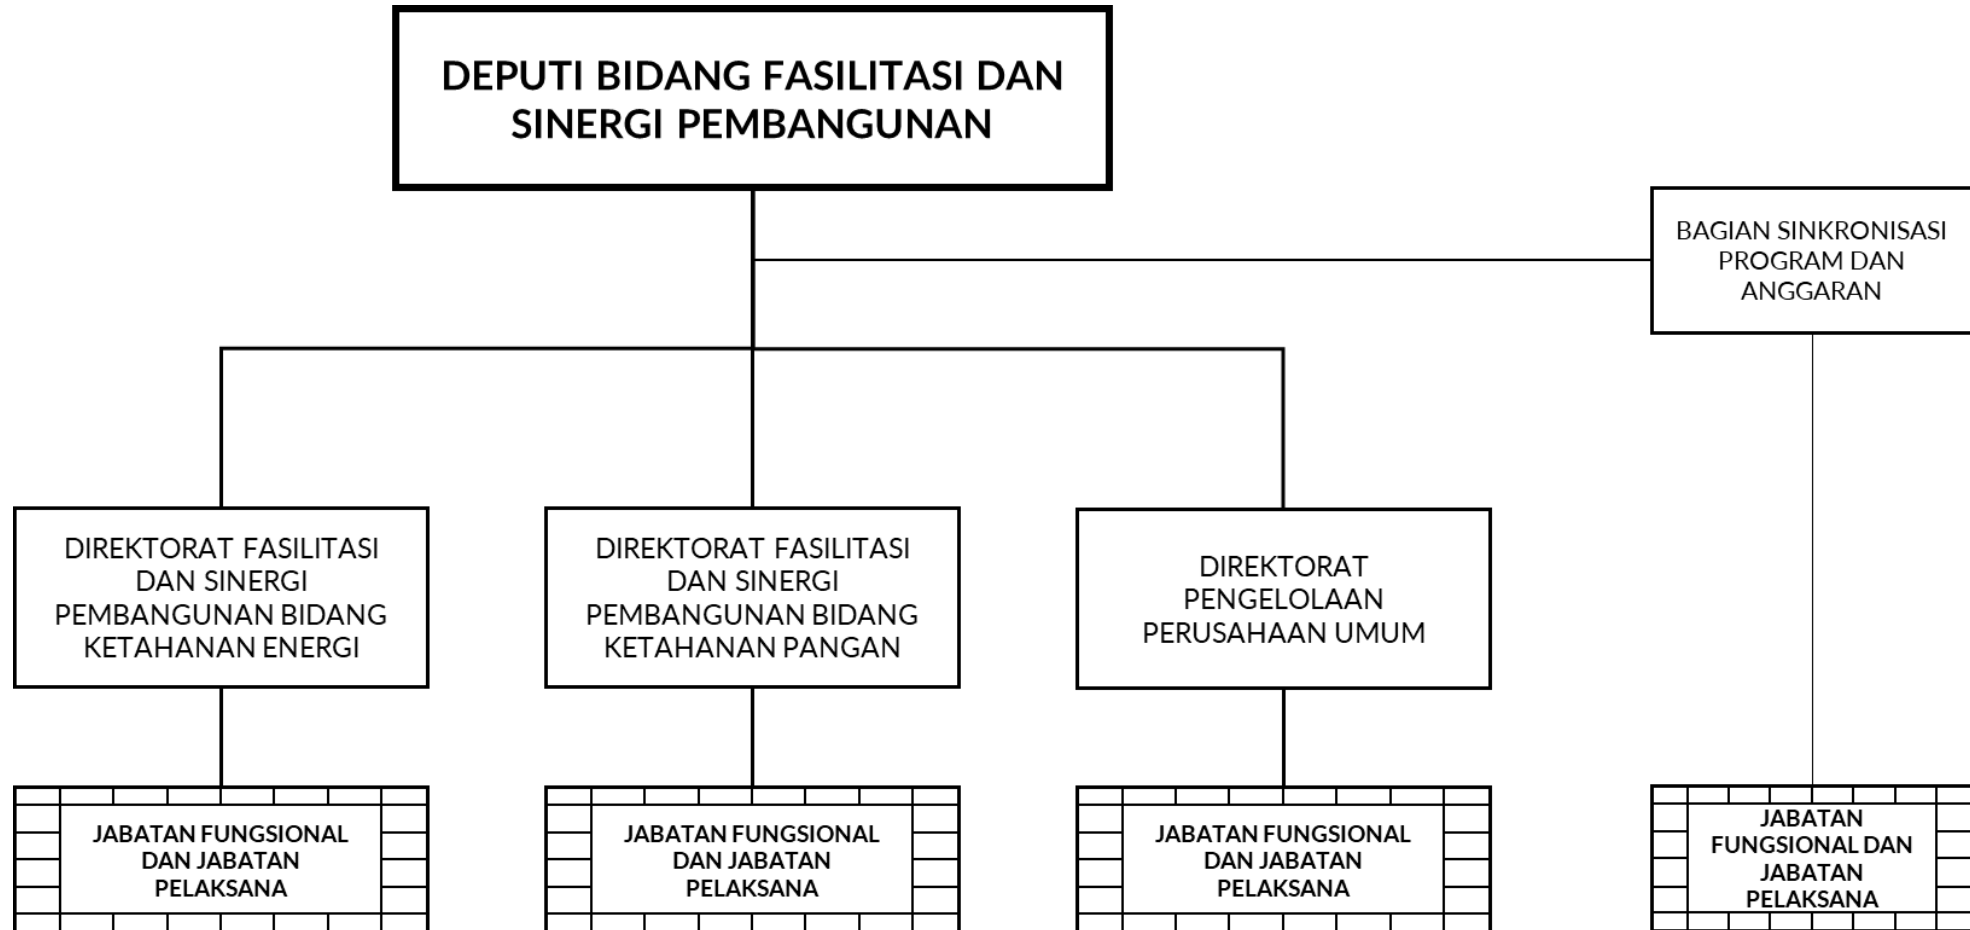 DEPUTI BIDANG FASILITASI DAN
SINERGI PEMBANGUNAN
BAGIAN SINKRONISASI
PROGRAM DAN
ANGGARAN
DIREKTORAT FASILITASI
DAN SINERGI
PEMBANGUNAN BIDANG
KETAHANAN ENERGI
DIREKTORAT FASILITASI
DAN SINERGI
PEMBANGUNAN BIDANG
KETAHANAN PANGAN
DIREKTORAT
PENGELOLAAN
PERUSAHAAN UMUM
JABATAN FUNGSIONAL
DAN JABATAN
PELAKSANA
JABATAN FUNGSIONAL
DAN JABATAN
PELAKSANA
JABATAN FUNGSIONAL
DAN JABATAN
PELAKSANA
JABATAN
FUNGSIONAL DAN
JABATAN
PELAKSANA